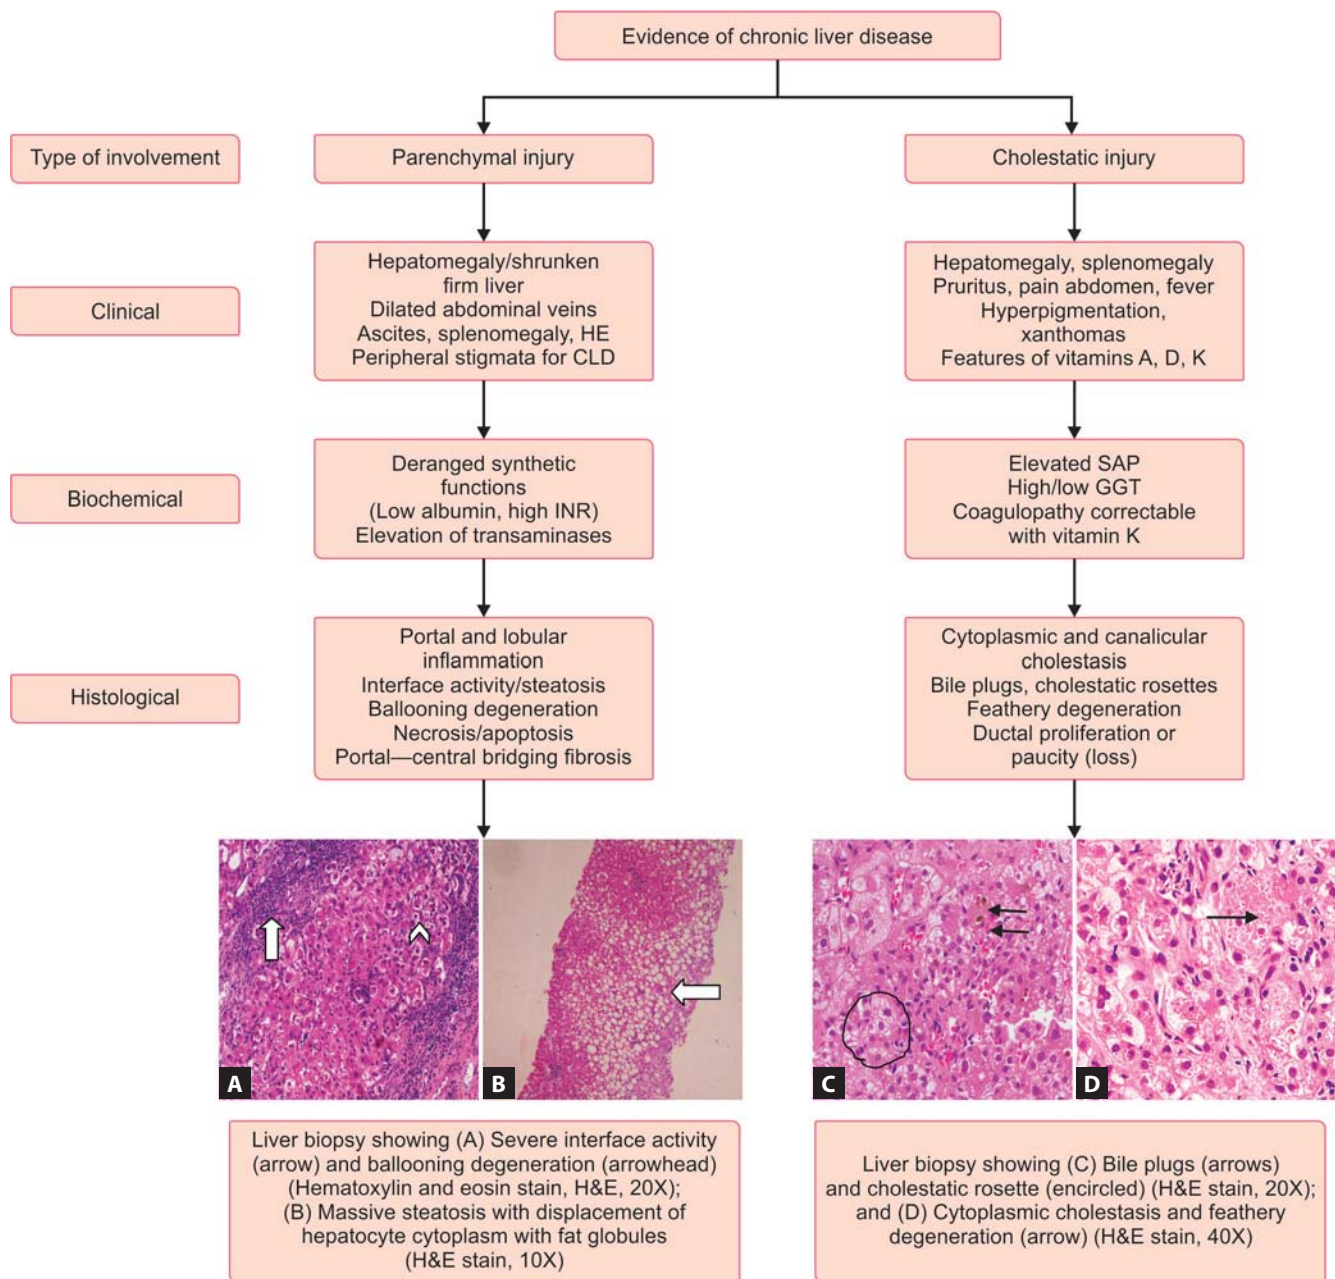 Evidence of chronic liver disease
Type of involvement
Parenchymal injury
Cholestatic injury
Clinical
Hepatomegaly/shrunken
firm liver
Dilated abdominal veins
Ascites, splenomegaly, HE
Peripheral stigmata for CLD
Hepatomegaly, splenomegaly
Pruritus, pain abdomen, fever
Hyperpigmentation,
xanthomas
Features of vitamins A, D, K
Biochemical
Deranged synthetic
functions
(Low albumin, high INR)
Elevation of transaminases
Elevated SAP
High/low GGT
Coagulopathy correctable
with vitamin K
Histological
Portal and lobular
inflammation
Interface activity/steatosis
Ballooning degeneration
Necrosis/apoptosis
Portal—central bridging fibrosis
Cytoplasmic and canalicular
cholestasis
Bile plugs, cholestatic rosettes
Feathery degeneration
Ductal proliferation or
paucity (loss)
A
B
C
D
Liver biopsy showing (A) Severe interface activity
(arrow) and ballooning degeneration (arrowhead)
(Hematoxylin and eosin stain, H&E, 20X);
(B) Massive steatosis with displacement of
hepatocyte cytoplasm with fat globules
(H&E stain, 10X)
Liver biopsy showing (C) Bile plugs (arrows)
and cholestatic rosette (encircled) (H&E stain, 20X);
and (D) Cytoplasmic cholestasis and feathery
degeneration (arrow) (H&E stain, 40X)